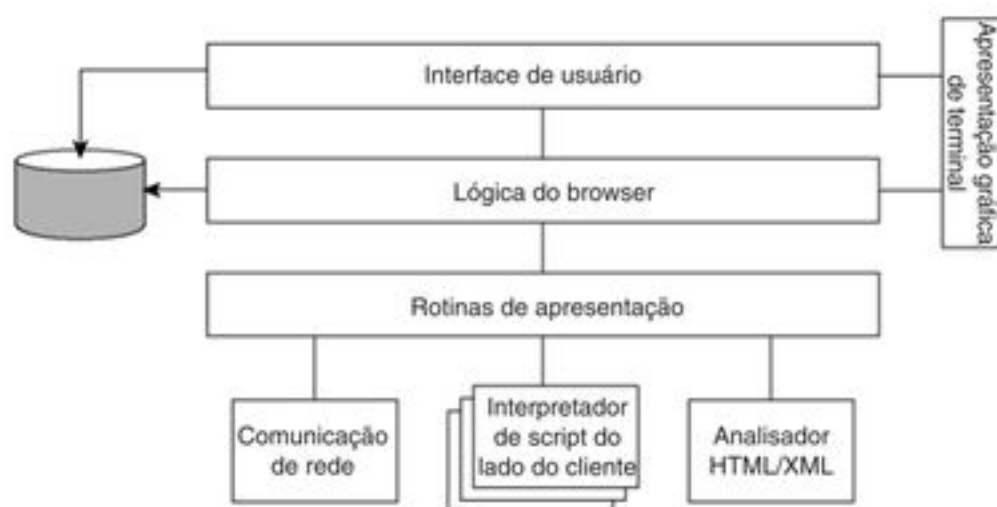 Interface de usuário
Apresentação gráfica
de terminal
Lógica do browser
Rotinas de apresentação
Comunicação
de rede
Interpretador
de script do
lado do cliente
Analisador
HTML/XML